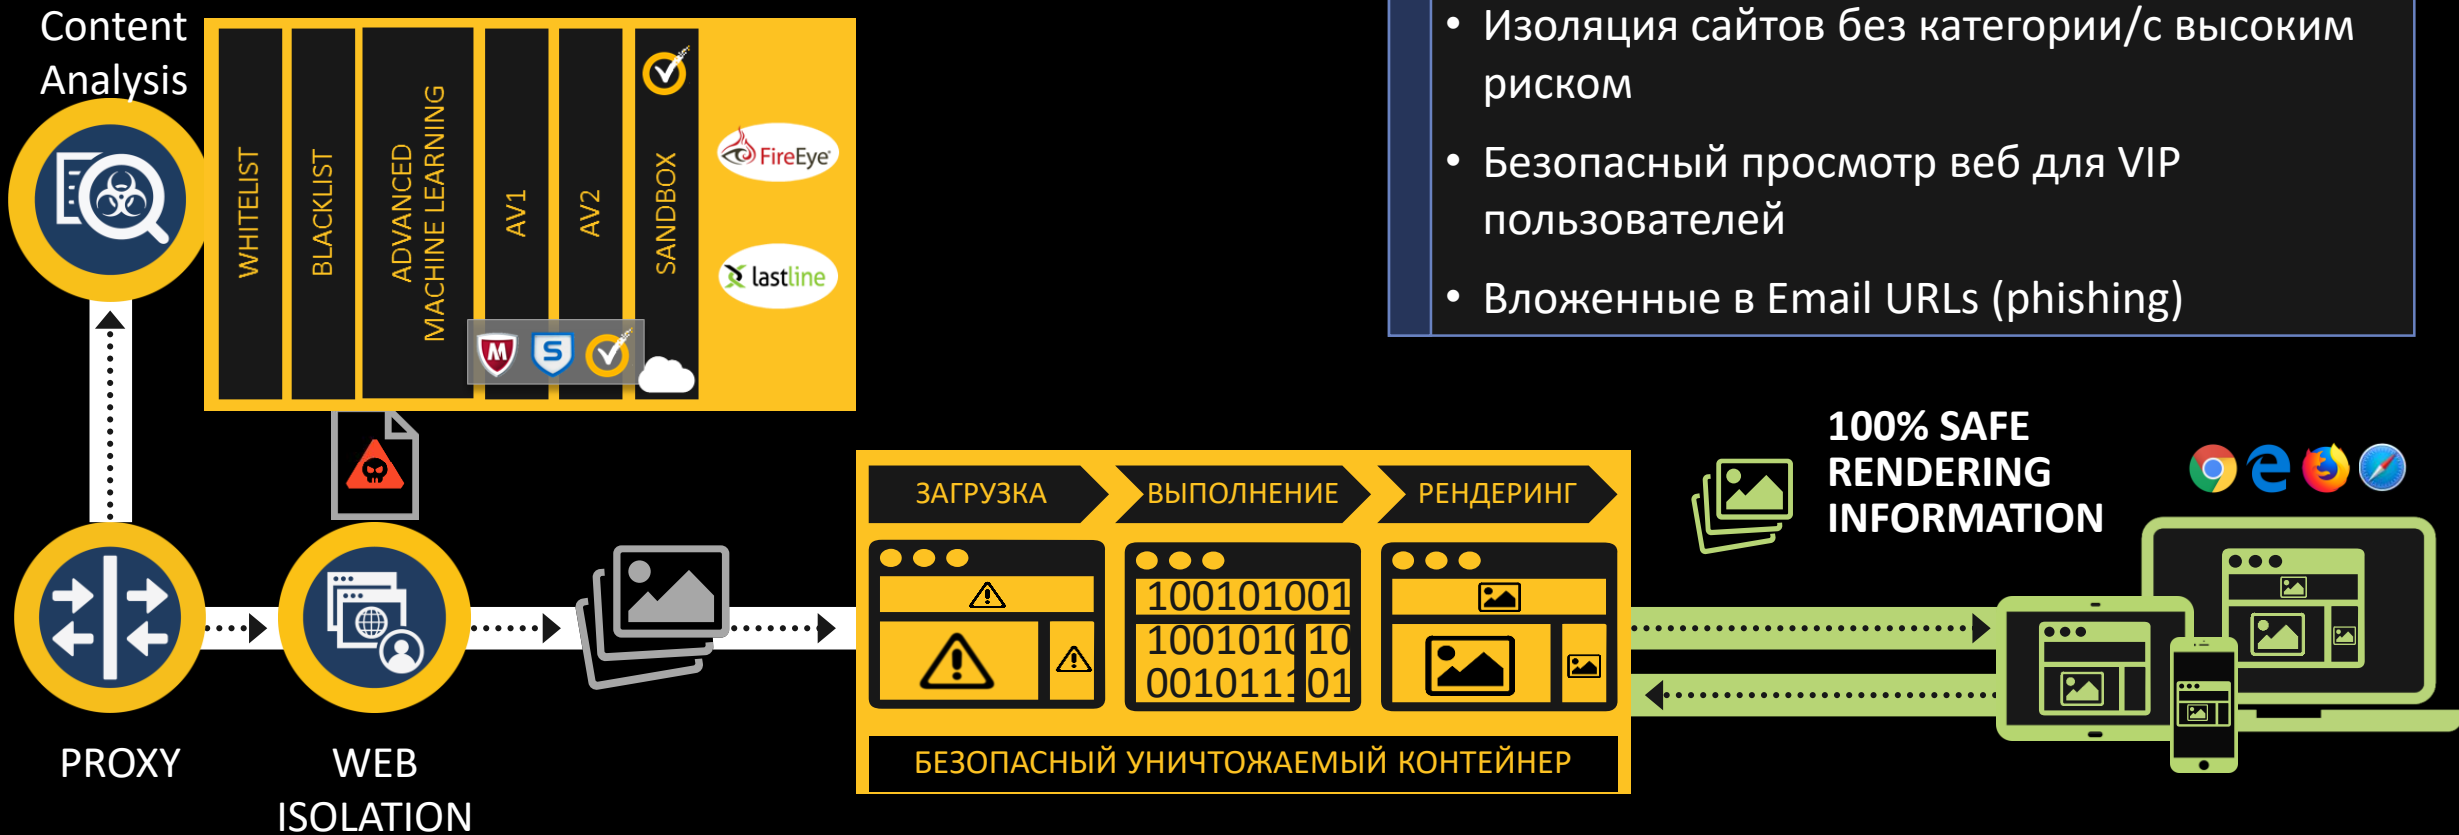 Content
Analysis
WHITELIST
BLACKLIST
ADVANCED
MACHINE LEARNING
AV1
AV2
SANDBOX
FireEye
lastline
M
S
• Изоляция сайтов без категории/с высоким
риском
• Безопасный просмотр веб для VIP
пользователей
• Вложенные в Email URLs (phishing)
ЗАГРУЗКА
ВЫПОЛНЕНИЕ
РЕНДЕРИНГ
100101001
1001010 10
0010111 01
БЕЗОПАСНЫЙ УНИЧТОЖАЕМЫЙ КОНТЕЙНЕР
100% SAFE
RENDERING
INFORMATION
PROXY
WEB
ISOLATION